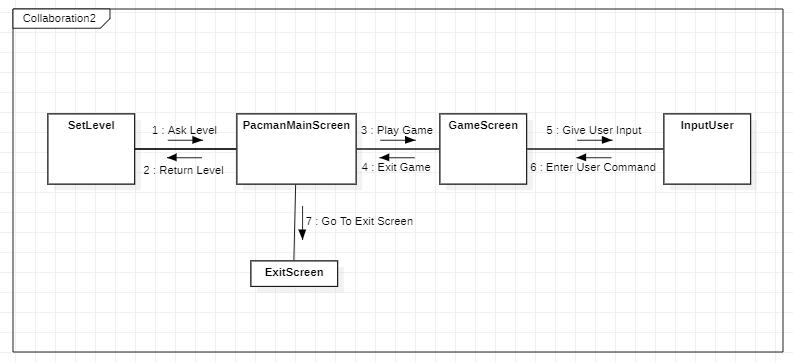 Collaboration2
SetLevel
1 : Ask Level
2 : Return Level
PacmanMainScreen
3 : Play Game
4 : Exit Game
GameScreen
5 : Give User Input
6 : Enter User Command
InputUser
7 : Go To Exit Screen
ExitScreen